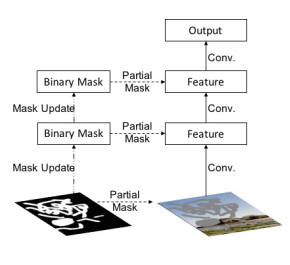 Output
Conv.
Binary Mask
Partial
Mask
Feature
Mask Update
Conv.
Binary Mask
Partial
Mask
Feature
Mask Update
Conv.
Partial
Mask